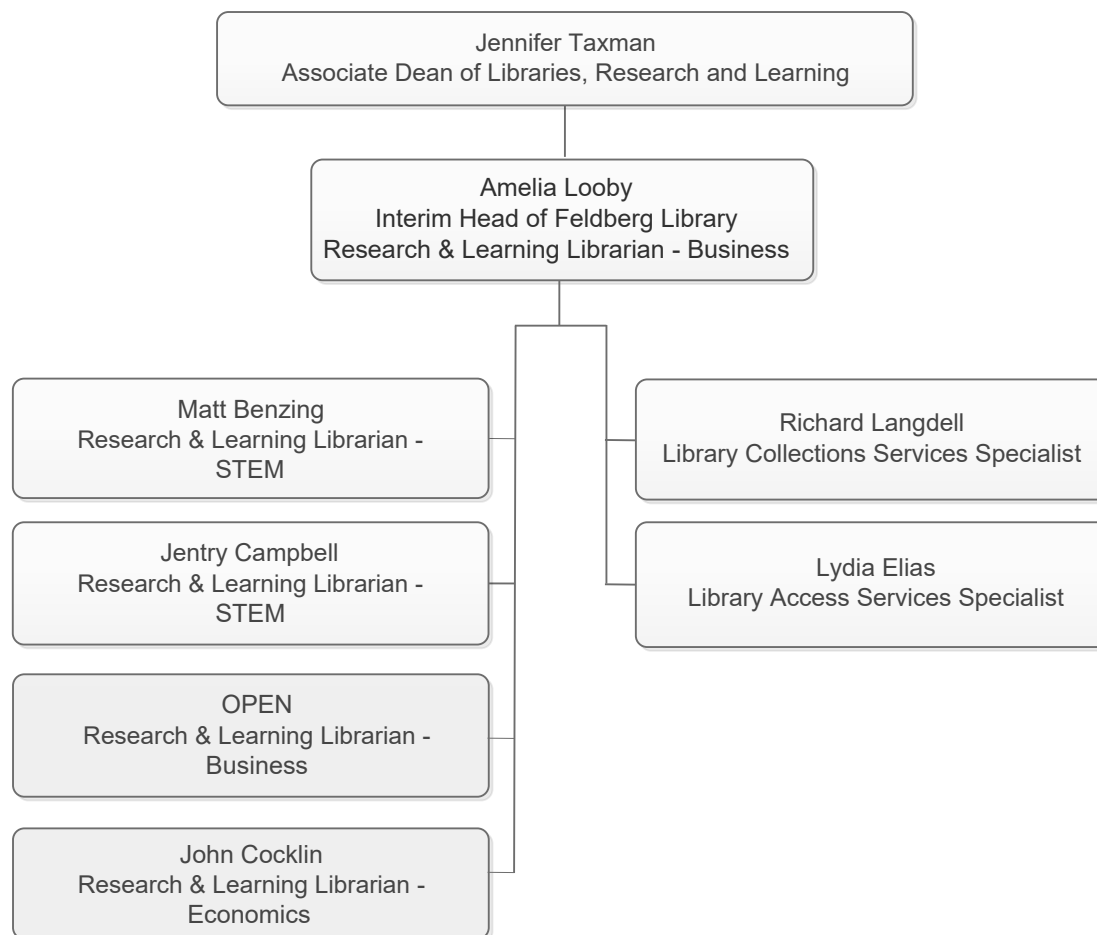 Jennifer Taxman
Associate Dean of Libraries, Research and Learning
Amelia Looby
Interim Head of Feldberg Library
Research & Learning Librarian - Business
Matt Benzing
Research & Learning Librarian -
STEM
Jentry Campbell
Research & Learning Librarian -
STEM
OPEN
Research & Learning Librarian -
Business
John Cocklin
Research & Learning Librarian -
Economics
Richard Langdell
Library Collections Services Specialist
Lydia Elias
Library Access Services Specialist